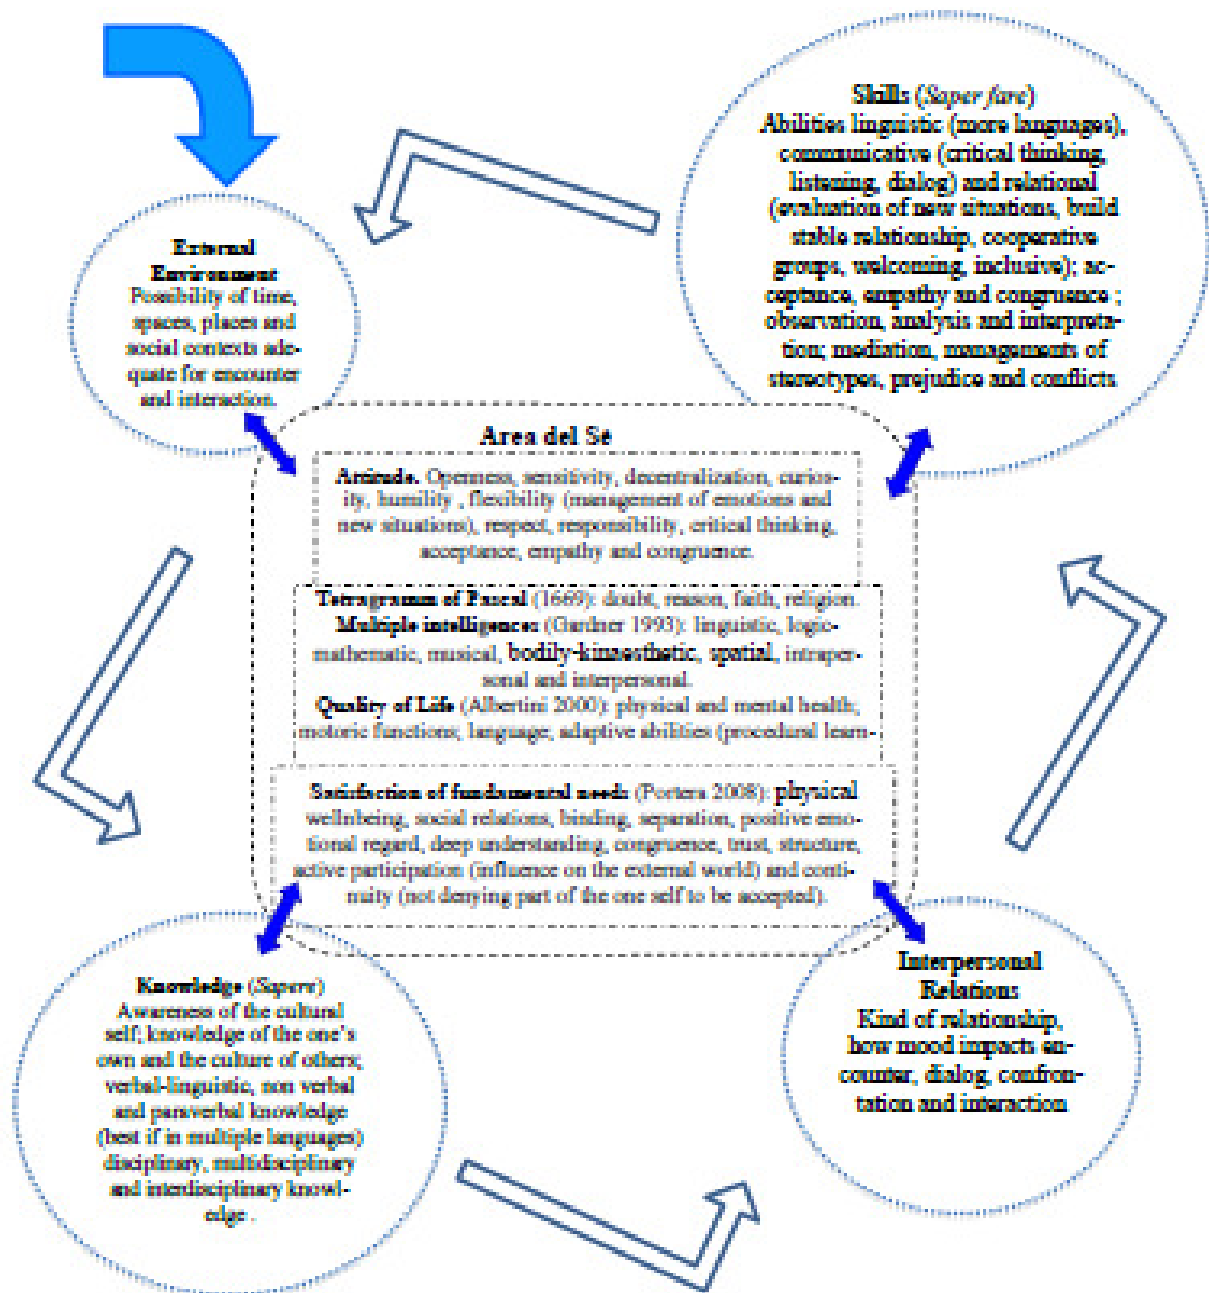 External
Environment
Possibility of time,
spaces, places and
social contexts ade-
quate for encounter
and interaction.
Skills (Saper fare)
Abilities linguistic (more languages),
communicative (critical thinking,
listening, dialog) and relational
(evaluation of new situations, build
stable relationship, cooperative
groups, welcoming, inclusive); ac-
ceptance, empathy and congruence ;
observation, analysis and interpreta-
tion; mediation, managements of
stereotypes, prejudice and conflicts
Area del Sé
Attitude. Openness, sensitivity, decentralization, curios-
ity, humility , flexibility (management of emotions and
new situations), respect, responsibility, critical thinking,
acceptance, empathy and congruence.
Tetragramm of Pascal (1669): doubt, reason, faith, religion.
Multiple intelligences (Gardner 1993): linguistic, logic-
mathematic, musical, bodily-kinaesthetic, spatial, intraper-
sonal and interpersonal.
Quality of Life (Albertini 2000): physical and mental health;
motoric functions; language; adaptive abilities (procedural learn-
Satisfaction of fundamental needs (Portera 2008): physical
wellnbeing, social relations, binding, separation, positive emo-
tional regard, deep understanding, congruence, trust, structure,
active participation (influence on the external world) and conti-
nuity (not denying part of the one self to be accepted).
Knowledge (Sapere)
Awareness of the cultural
self; knowledge of the one's
own and the culture of others;
verbal-linguistic, non verbal
and paraverbal knowledge
(best if in multiple languages)
disciplinary, multidisciplinary
and interdisciplinary knowl-
edge .
Interpersonal
Relations
Kind of relationship,
how mood impacts en-
counter, dialog, confron-
tation and interaction